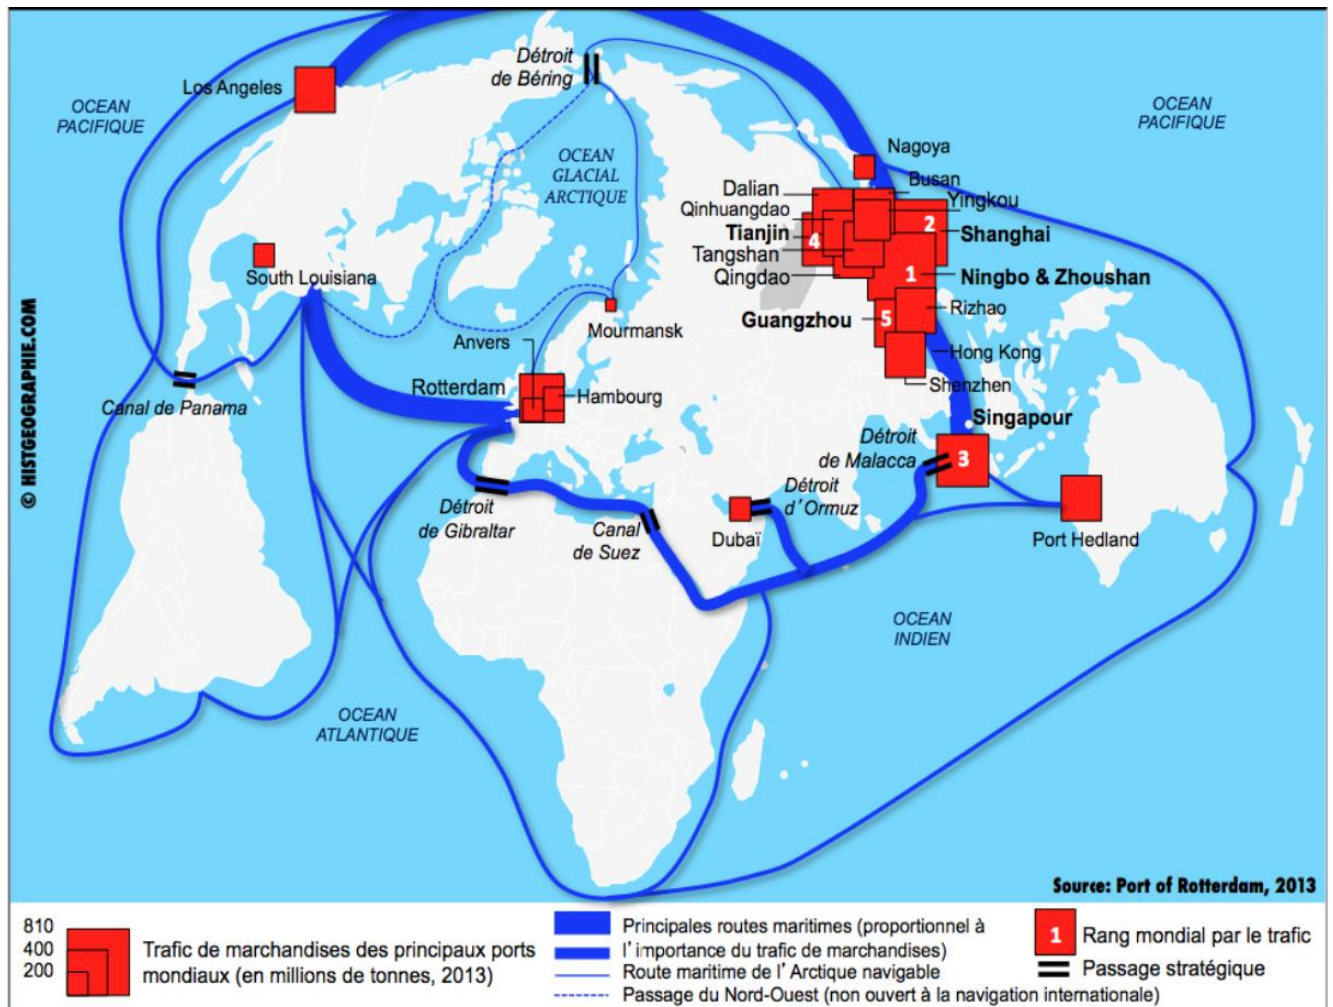 Los Angeles
OCEAN
PACIFIQUE
Détroit
de Béring
OCEAN
PACIFIQUE
OCEAN
GLACIAL
ARCTIQUE
Nagoya
Busan
Dalian
Yingkou
Qinhuangdao
2
Tianjin
4
Shanghai
Tangshan
Qingdao
1
Ningbo & Zhoushan
South Louisiana
Mourmansk
Guangzhou
5
Rizhao
Anvers
Hong Kong
Shenzhen
Rotterdam
Hambourg
Canal de Panama
Singapour
Détroit
de Malacca
3
Détroit
d'Ormuz
Détroit
de Gibraltar
Canal
de Suez
Dubaï
Port Hedland
OCEAN
INDIEN
OCEAN
ATLANTIQUE
© HISTGEOGRAPHIE.COM
Source: Port of Rotterdam, 2013
810
400
200
Trafic de marchandises des principaux ports
mondiaux (en millions de tonnes, 2013)
Principales routes maritimes (proportionnel à
l'importance du trafic de marchandises)
Route maritime de l'Arctique navigable
Passage du Nord-Ouest (non ouvert à la navigation internationale)
1
Rang mondial par le trafic
Passage stratégique